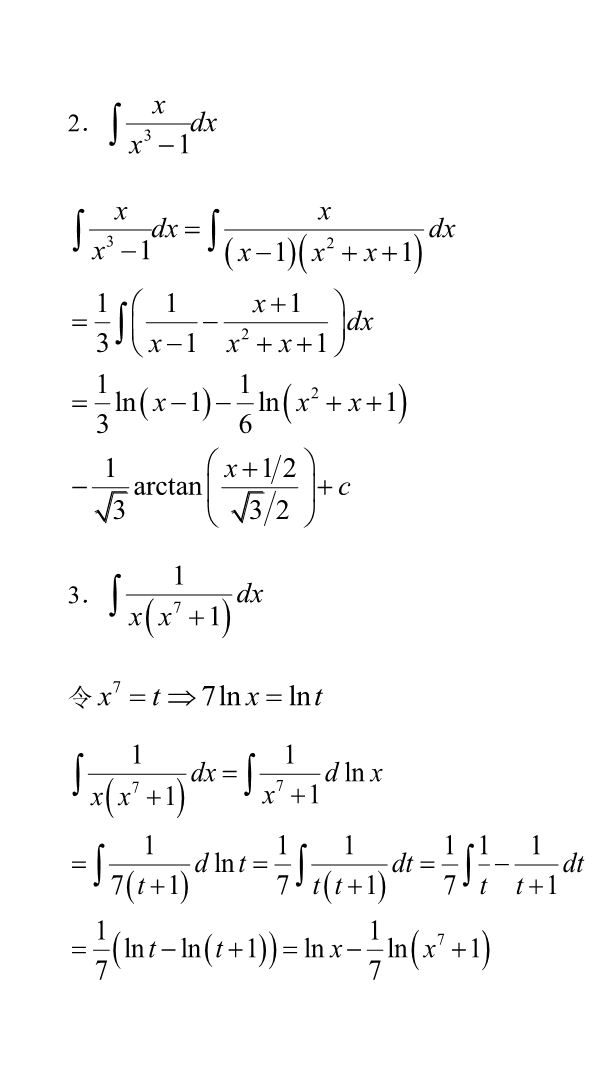 2. ∫ x/(x³−1) dx
∫ x/(x³−1) dx = ∫ x/((x−1)(x²+x+1)) dx
= 1/3 ∫ (1/(x−1) − (x+1)/(x²+x+1)) dx
= 1/3 ln(x−1) − 1/6 ln(x²+x+1)
− 1/√3 arctan((x+1/2)/(√3/2)) + c
3. ∫ 1/(x(x⁷+1)) dx
令 x⁷ = t ⇒ 7 ln x = ln t
∫ 1/(x(x⁷+1)) dx = ∫ 1/(x⁷+1) d ln x
= ∫ 1/(7(t+1)) d ln t = 1/7 ∫ 1/(t(t+1)) dt = 1/7 ∫ 1/t − 1/(t+1) dt
= 1/7 (ln t − ln(t+1)) = ln x − 1/7 ln(x⁷+1)